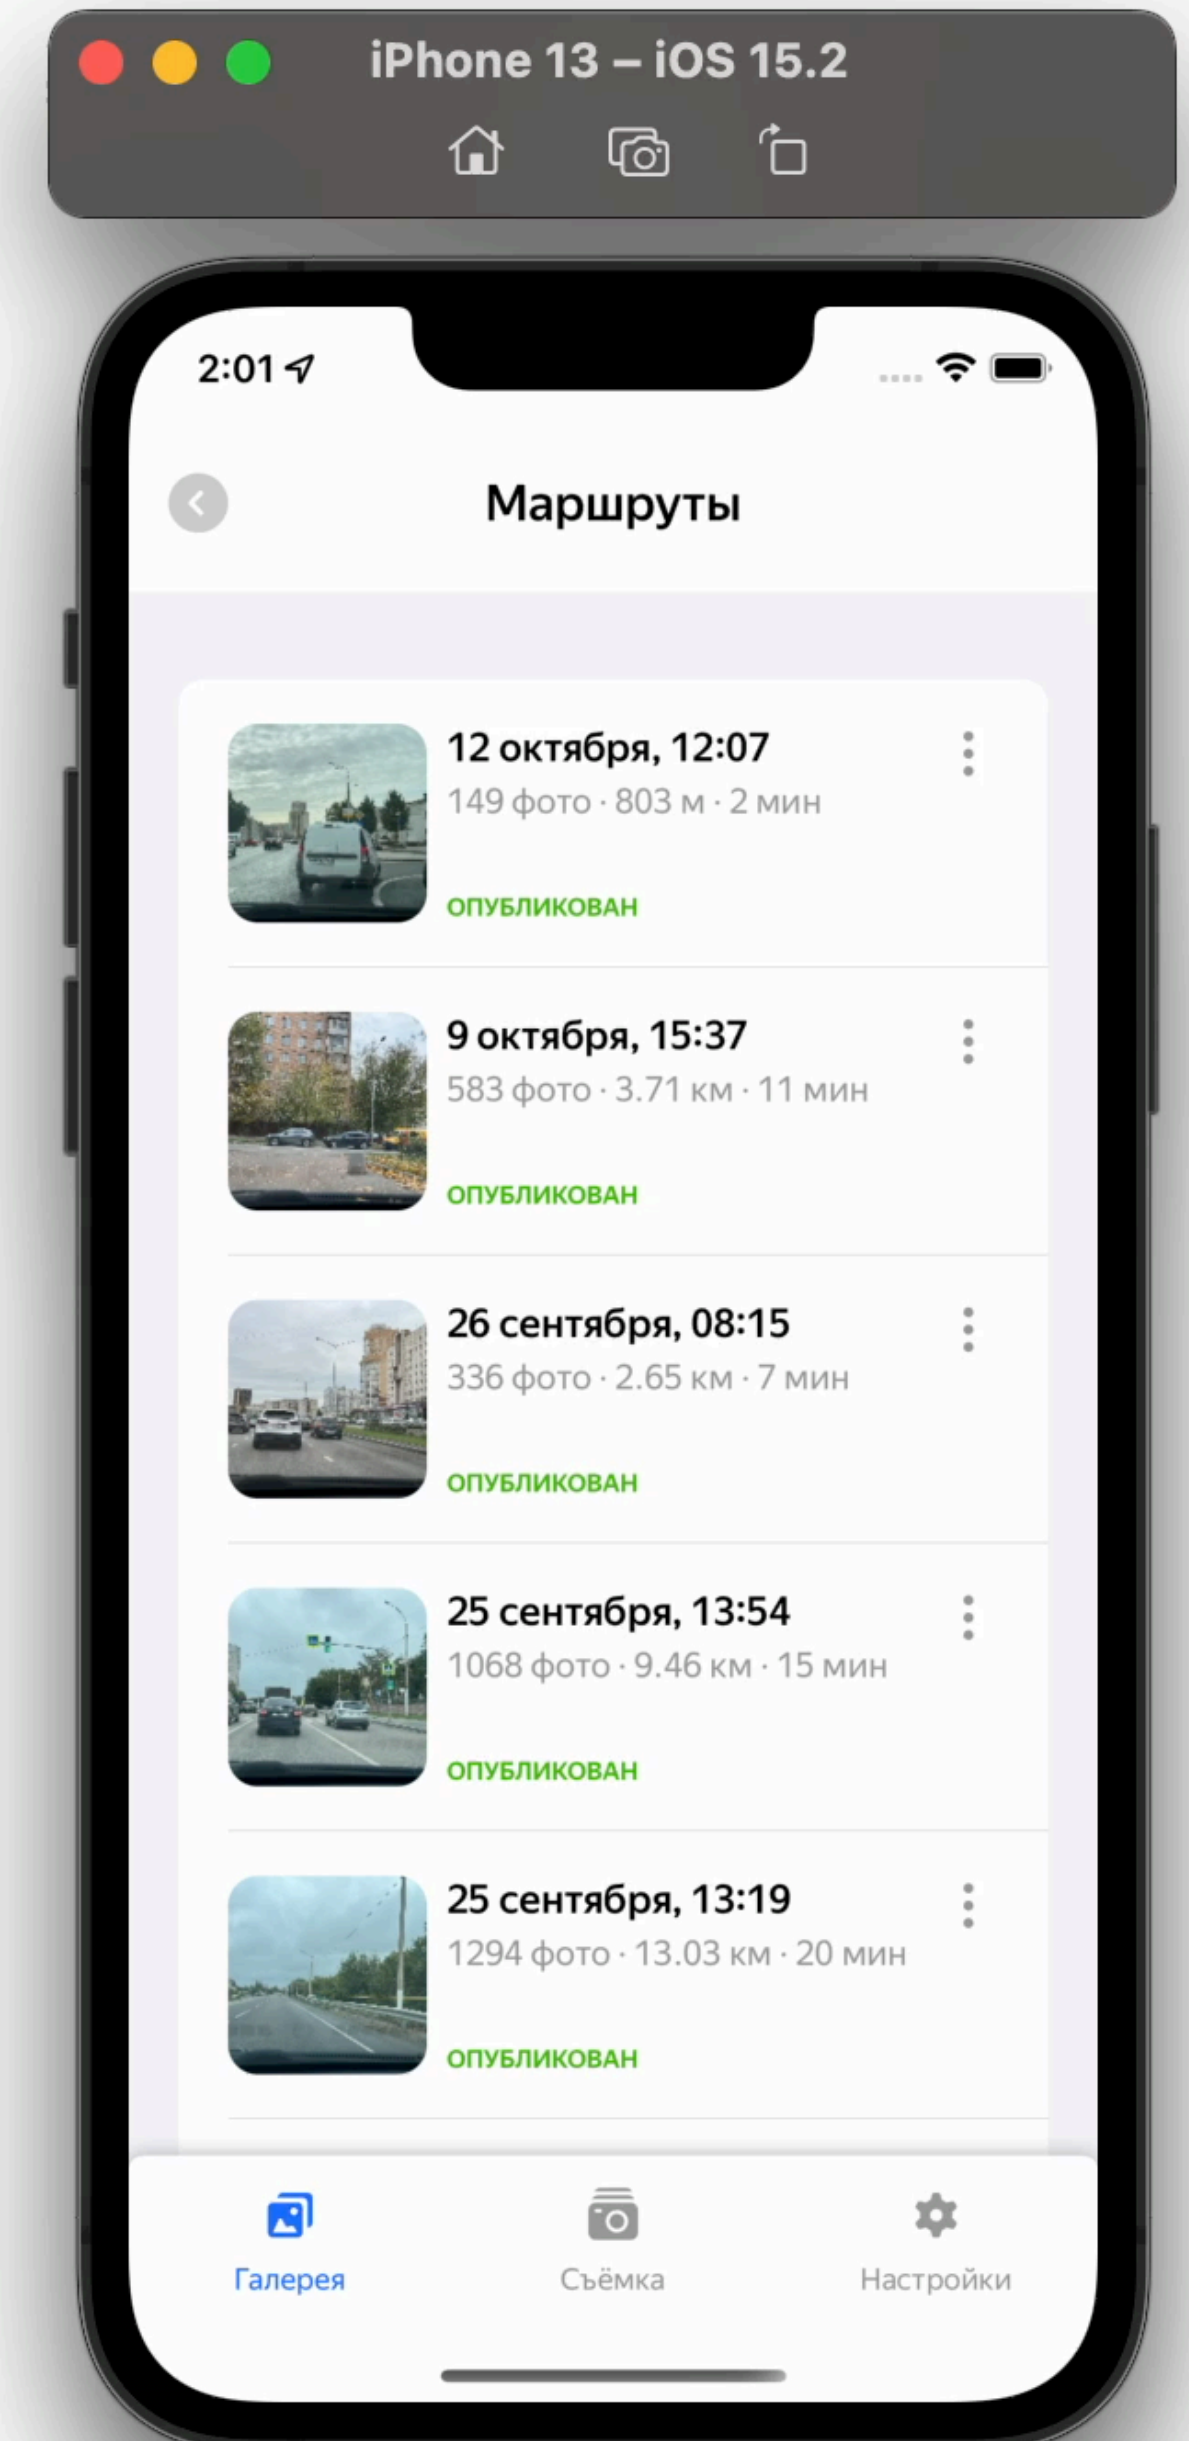 iPhone 13 – iOS 15.2
2:01
Маршруты
12 октября, 12:07
149 фото · 803 м · 2 мин
ОПУБЛИКОВАН
9 октября, 15:37
583 фото · 3.71 км · 11 мин
ОПУБЛИКОВАН
26 сентября, 08:15
336 фото · 2.65 км · 7 мин
ОПУБЛИКОВАН
25 сентября, 13:54
1068 фото · 9.46 км · 15 мин
ОПУБЛИКОВАН
25 сентября, 13:19
1294 фото · 13.03 км · 20 мин
ОПУБЛИКОВАН
Галерея
Съёмка
Настройки